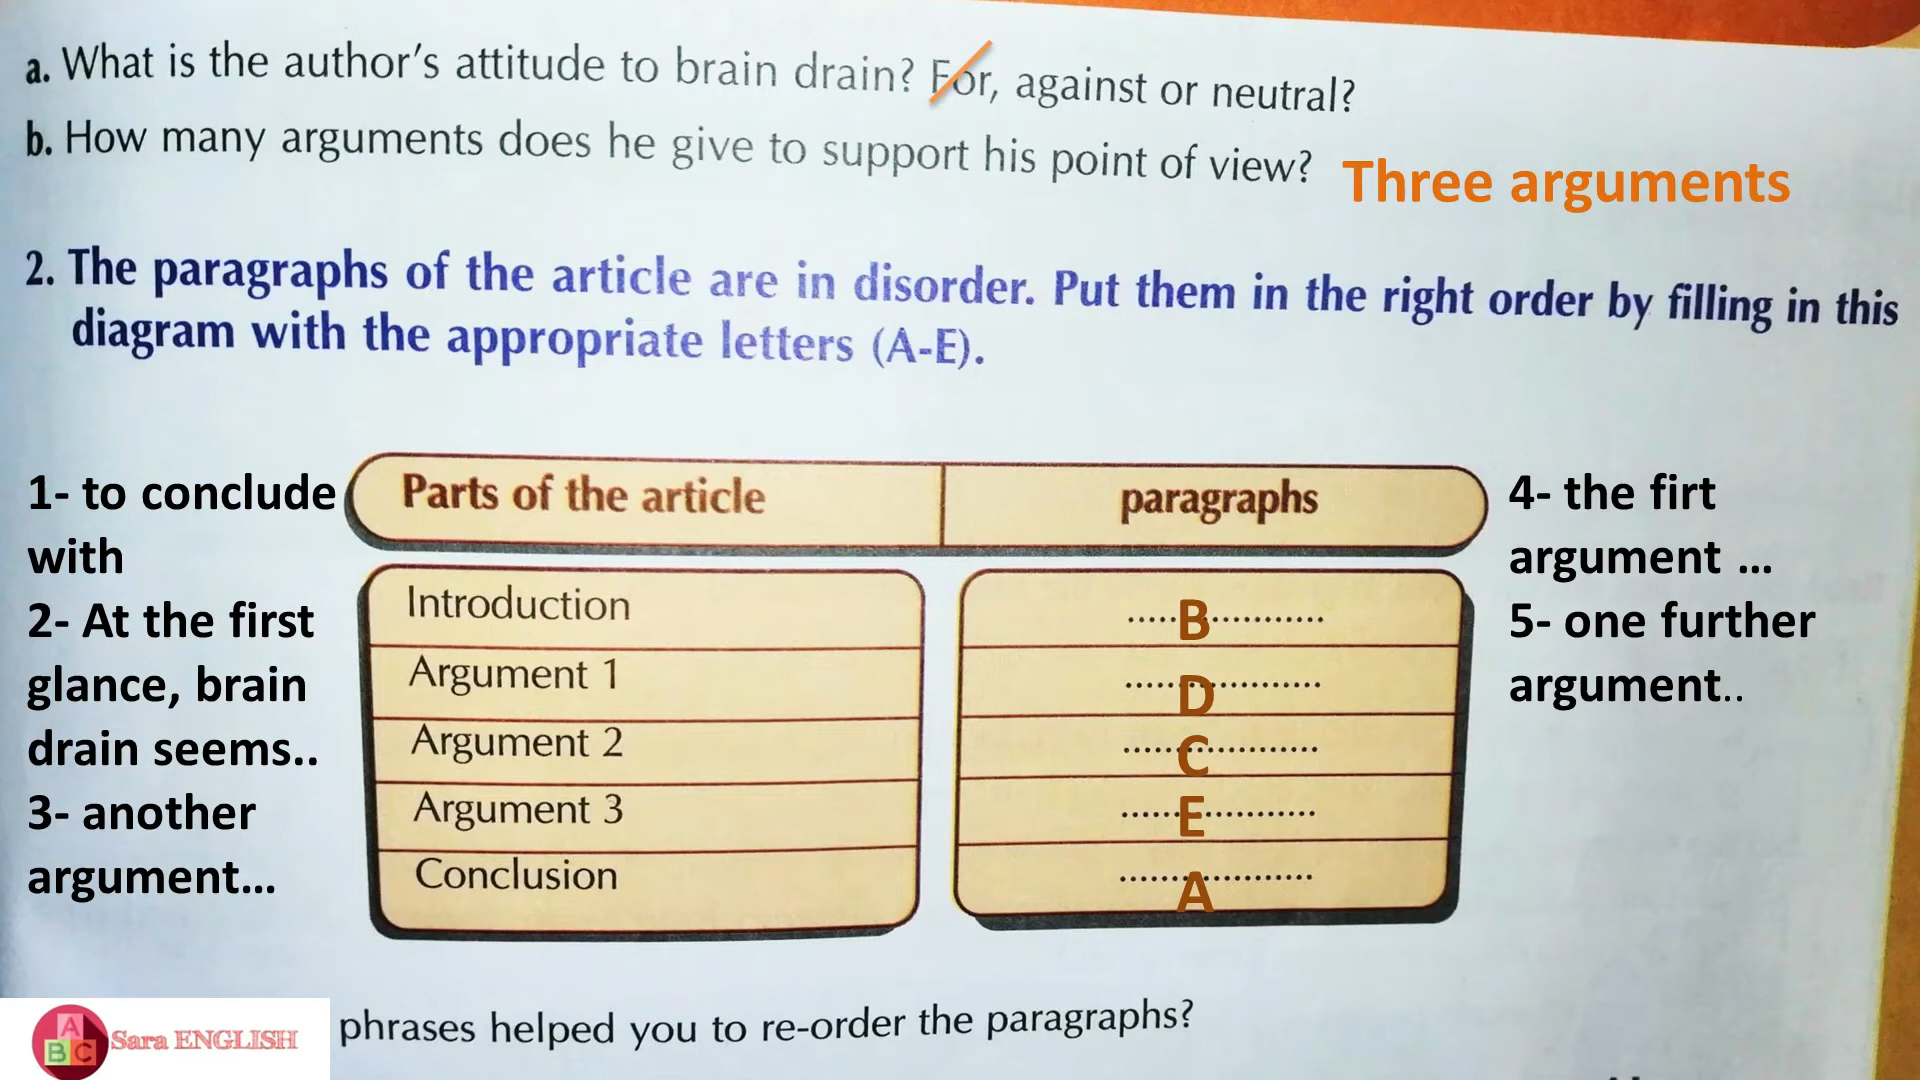 a. What is the author's attitude to brain drain? For, against or neutral?
b. How many arguments does he give to support his point of view?
Three arguments
2. The paragraphs of the article are in disorder. Put them in the right order by filling in this
diagram with the appropriate letters (A-E).
1- to conclude
with
2- At the first
glance, brain
drain seems..
3- another
argument...
Parts of the article paragraphs
Introduction .....B............
Argument 1 .....D............
Argument 2 .....C............
Argument 3 .....E............
Conclusion .....A............
4- the firt
argument ...
5- one further
argument..
phrases helped you to re-order the paragraphs?
A
B C
Sara ENGLISH